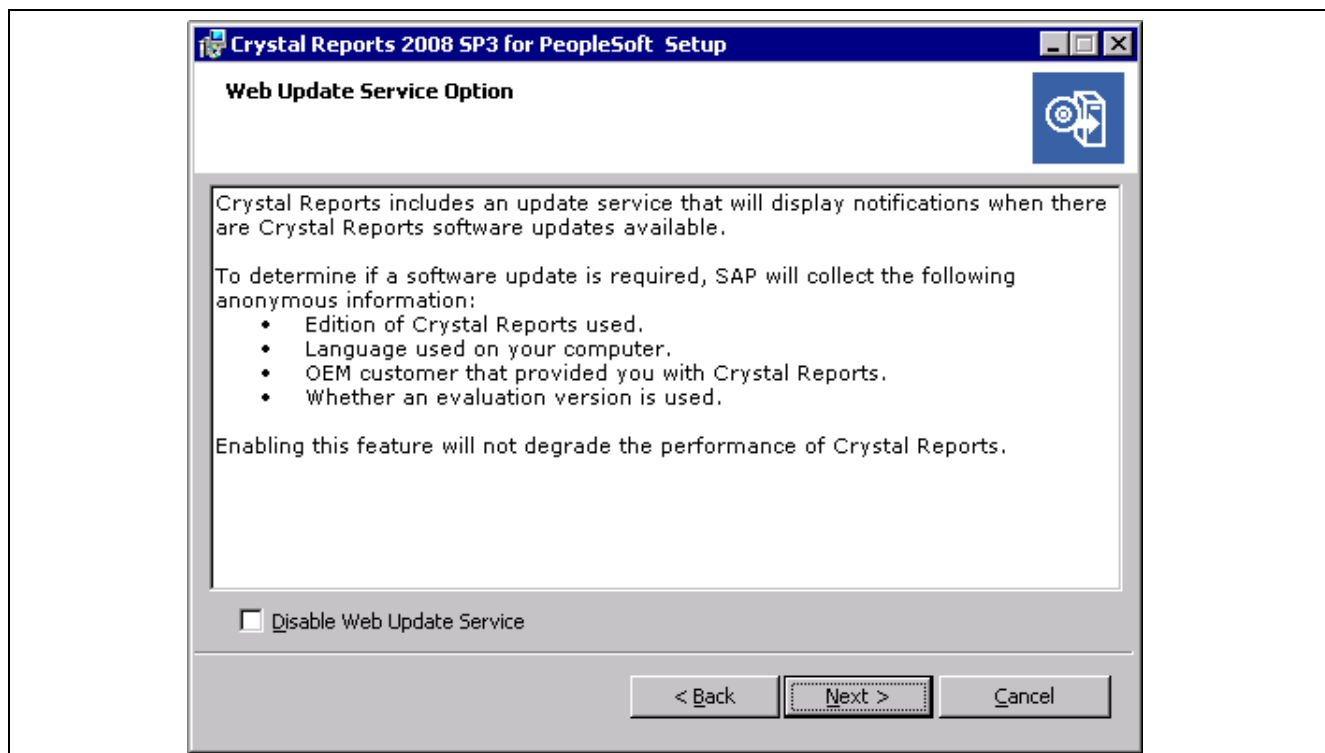 Crystal Reports 2008 SP3 for PeopleSoft Setup
Web Update Service Option
Crystal Reports includes an update service that will display notifications when there
are Crystal Reports software updates available.
To determine if a software update is required, SAP will collect the following
anonymous information:
• Edition of Crystal Reports used.
• Language used on your computer.
• OEM customer that provided you with Crystal Reports.
• Whether an evaluation version is used.
Enabling this feature will not degrade the performance of Crystal Reports.
Disable Web Update Service
< Back Next > Cancel